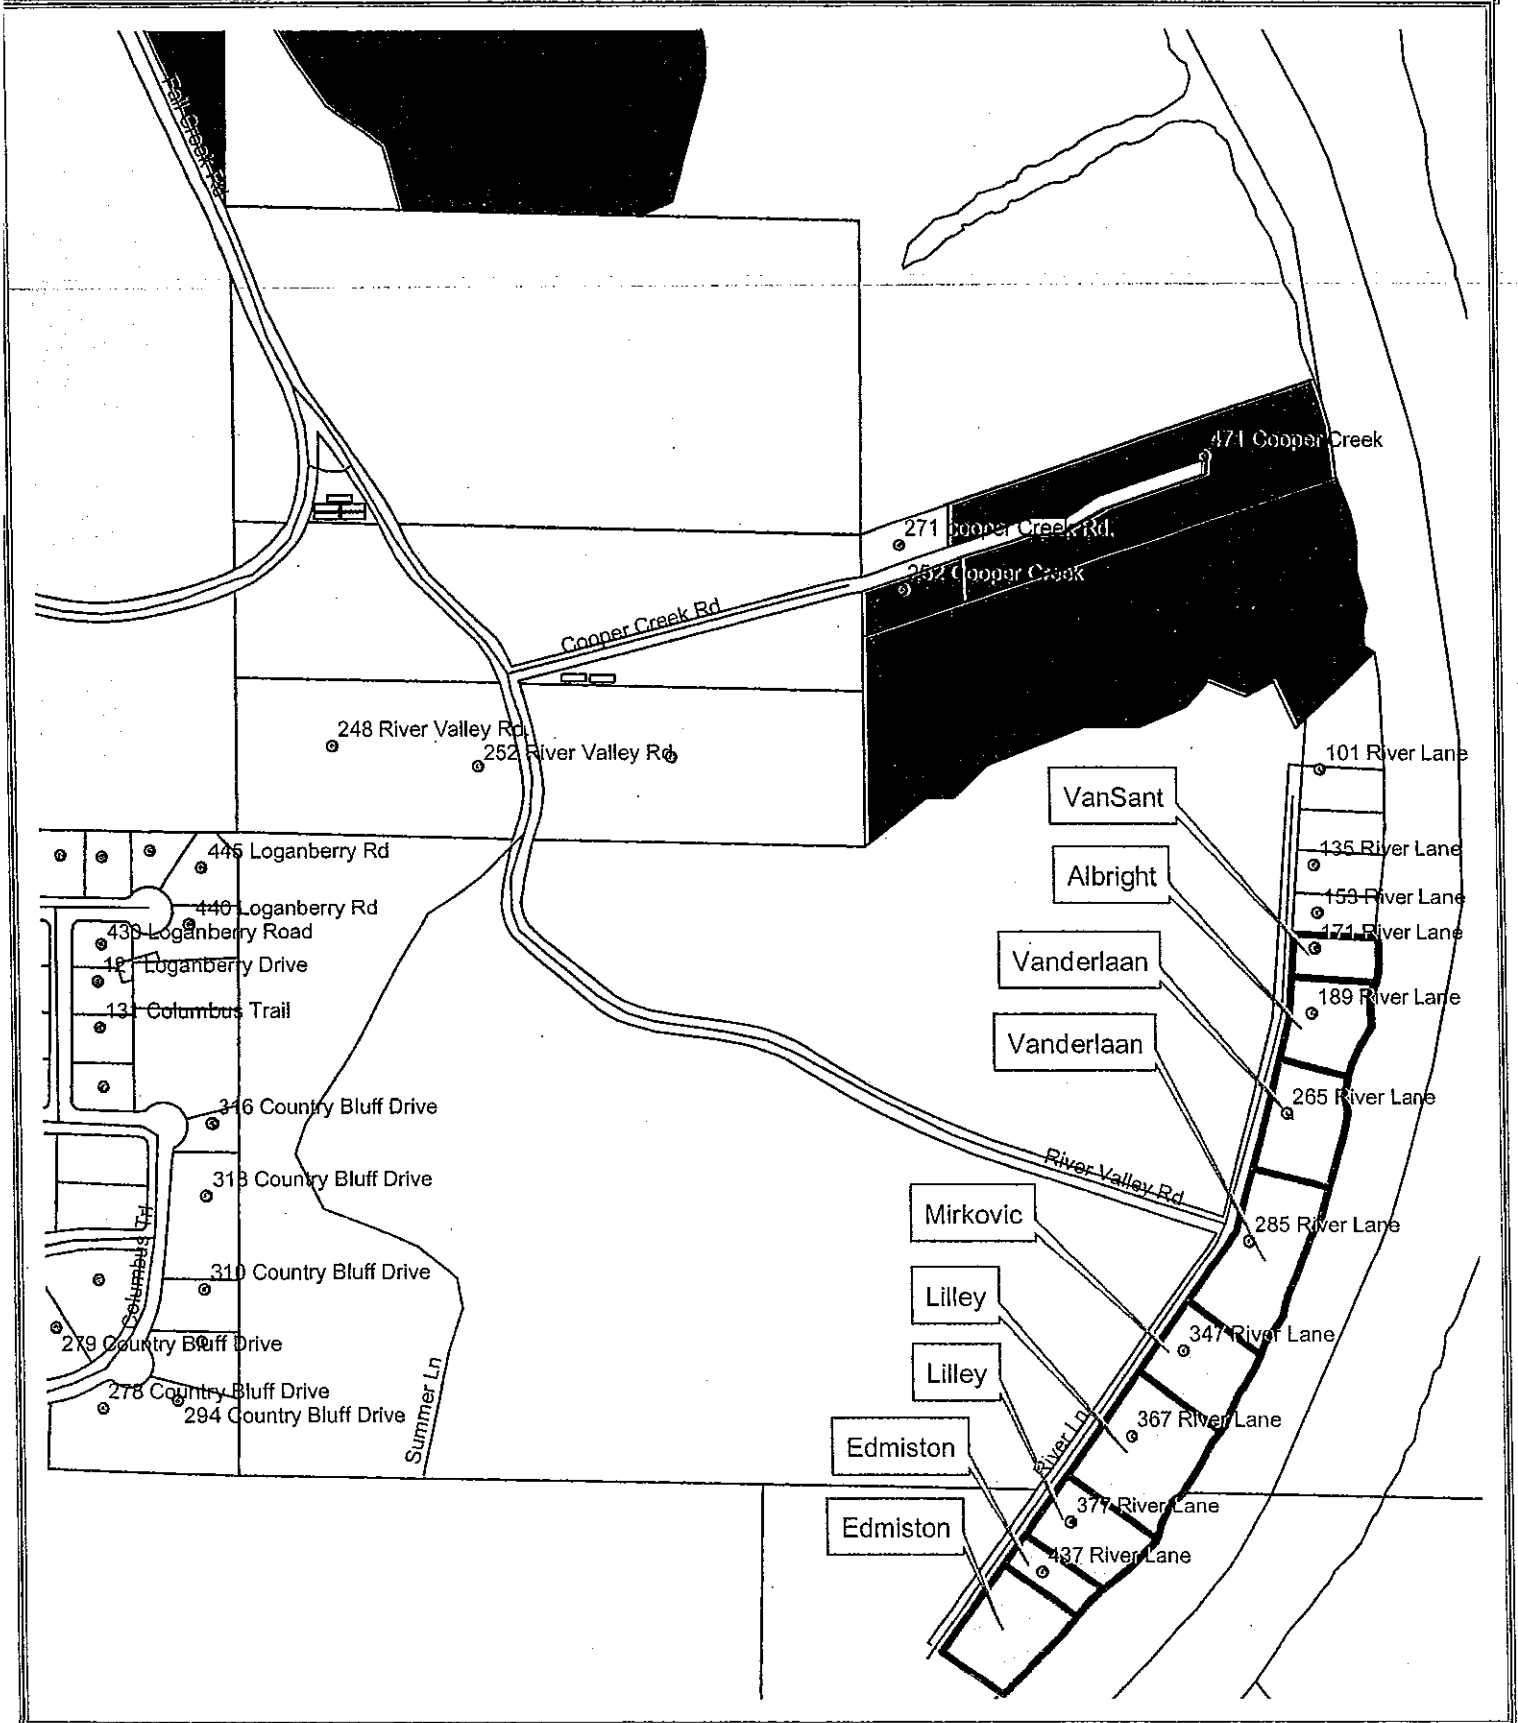 Fall Creek Rd
471 Cooper Creek
271 cooper Creek Rd.
252 Cooper Creek
Cooper Creek Rd
248 River Valley Rd.
252 River Valley Rd
101 River Lane
VanSant
135 River Lane
445 Loganberry Rd
Albright
153 River Lane
440 Loganberry Rd
430 Loganberry Road
171 River Lane
Vanderlaan
Loganberry Drive
189 River Lane
131 Columbus Trail
Vanderlaan
265 River Lane
316 Country Bluff Drive
River Valley Rd
318 Country Bluff Drive
Mirkovic
285 River Lane
Columbus Trl
310 Country Bluff Drive
Lilley
347 River Lane
279 Country Bluff Drive
Lilley
278 Country Bluff Drive
294 Country Bluff Drive
Summer Ln
367 River Lane
River Ln
Edmiston
377 River Lane
Edmiston
437 River Lane